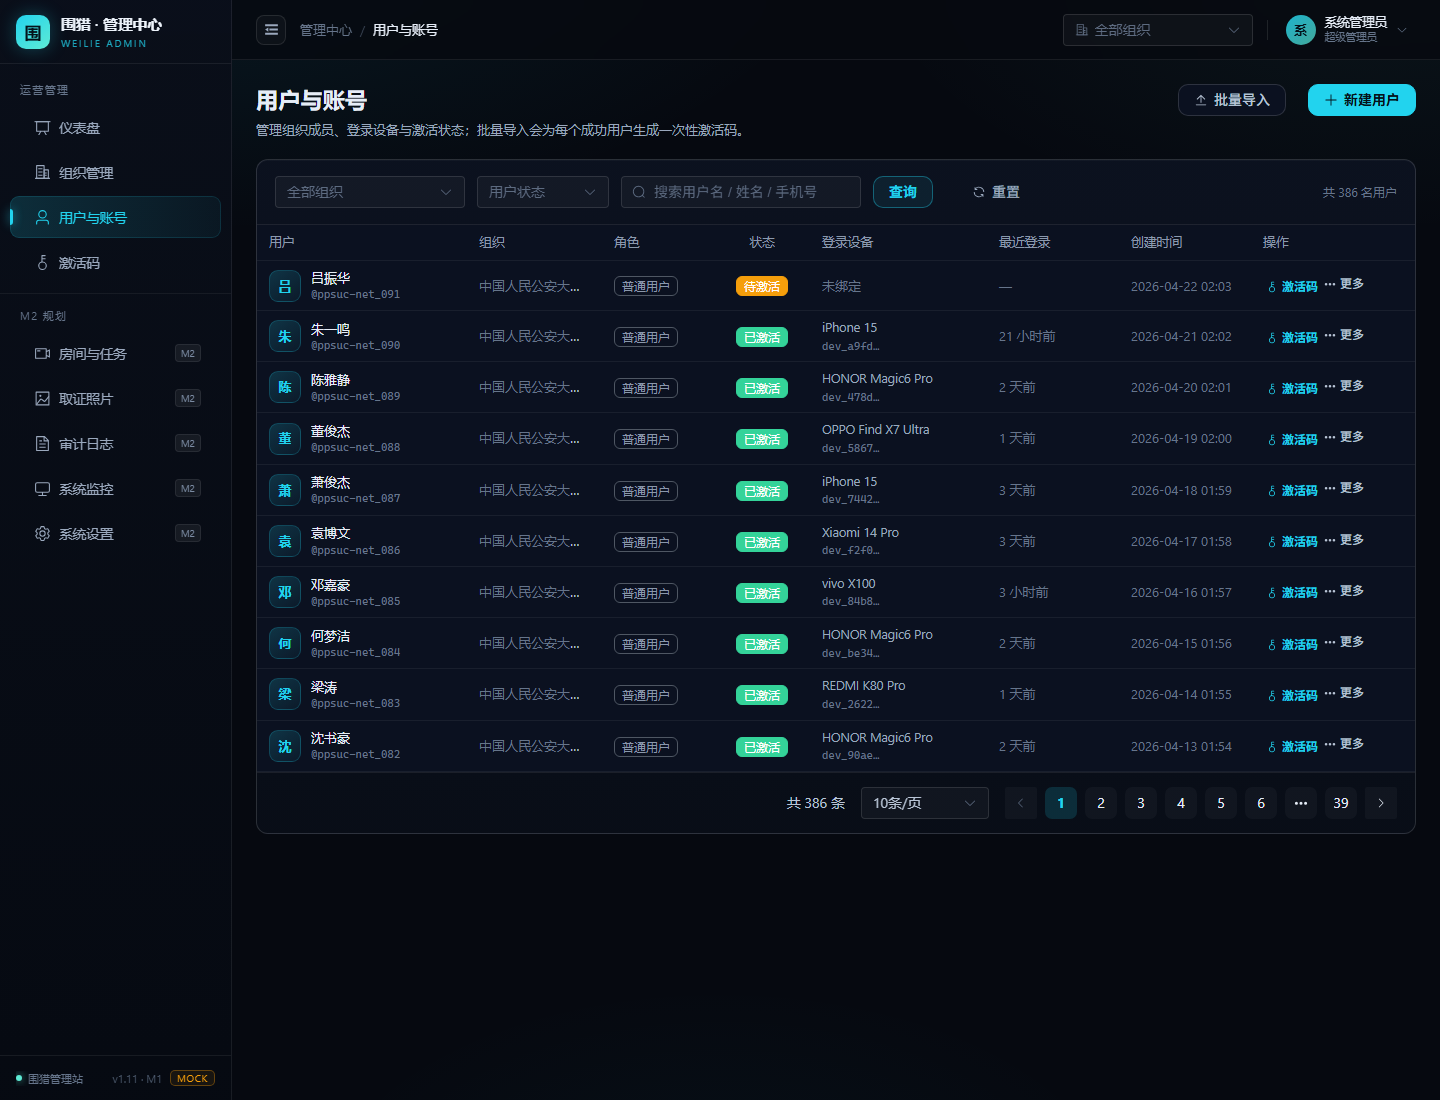 围
围猎 · 管理中心
WEILIE ADMIN
运营管理
仪表盘
组织管理
用户与账号
激活码
M2 规划
房间与任务 M2
取证照片 M2
审计日志 M2
系统监控 M2
系统设置 M2
围猎管理站 v1.11 · M1 MOCK
管理中心 / 用户与账号
全部组织
系
系统管理员
超级管理员
用户与账号
管理组织成员、登录设备与激活状态；批量导入会为每个成功用户生成一次性激活码。
批量导入
新建用户
全部组织 用户状态 搜索用户名 / 姓名 / 手机号 查询 重置 共 386 名用户
用户 组织 角色 状态 登录设备 最近登录 创建时间 操作
吕 吕振华 中国人民公安大... 普通用户 待激活 未绑定 — 2026-04-22 02:03 激活码 ··· 更多
@ppsuc-net_091
朱 朱一鸣 中国人民公安大... 普通用户 已激活 iPhone 15 21 小时前 2026-04-21 02:02 激活码 ··· 更多
@ppsuc-net_090 dev_a9fd…
陈 陈雅静 中国人民公安大... 普通用户 已激活 HONOR Magic6 Pro 2 天前 2026-04-20 02:01 激活码 ··· 更多
@ppsuc-net_089 dev_478d…
董 董俊杰 中国人民公安大... 普通用户 已激活 OPPO Find X7 Ultra 1 天前 2026-04-19 02:00 激活码 ··· 更多
@ppsuc-net_088 dev_5867…
萧 萧俊杰 中国人民公安大... 普通用户 已激活 iPhone 15 3 天前 2026-04-18 01:59 激活码 ··· 更多
@ppsuc-net_087 dev_7442…
袁 袁博文 中国人民公安大... 普通用户 已激活 Xiaomi 14 Pro 3 天前 2026-04-17 01:58 激活码 ··· 更多
@ppsuc-net_086 dev_f2f0…
邓 邓嘉豪 中国人民公安大... 普通用户 已激活 vivo X100 3 小时前 2026-04-16 01:57 激活码 ··· 更多
@ppsuc-net_085 dev_84b8…
何 何梦洁 中国人民公安大... 普通用户 已激活 HONOR Magic6 Pro 2 天前 2026-04-15 01:56 激活码 ··· 更多
@ppsuc-net_084 dev_be34…
梁 梁涛 中国人民公安大... 普通用户 已激活 REDMI K80 Pro 1 天前 2026-04-14 01:55 激活码 ··· 更多
@ppsuc-net_083 dev_2622…
沈 沈书豪 中国人民公安大... 普通用户 已激活 HONOR Magic6 Pro 2 天前 2026-04-13 01:54 激活码 ··· 更多
@ppsuc-net_082 dev_90ae…
共 386 条 10条/页 1 2 3 4 5 6 ··· 39